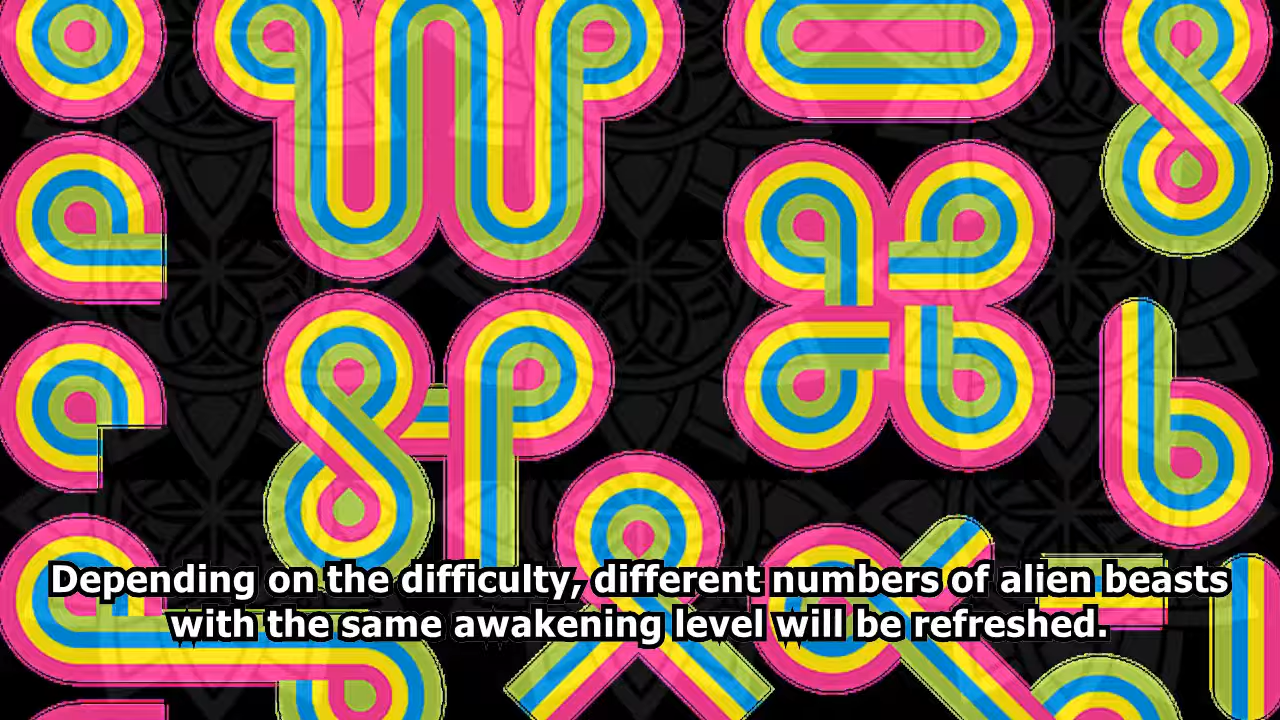 Depending on the difficulty, different numbers of alien beasts
with the same awakening level will be refreshed.